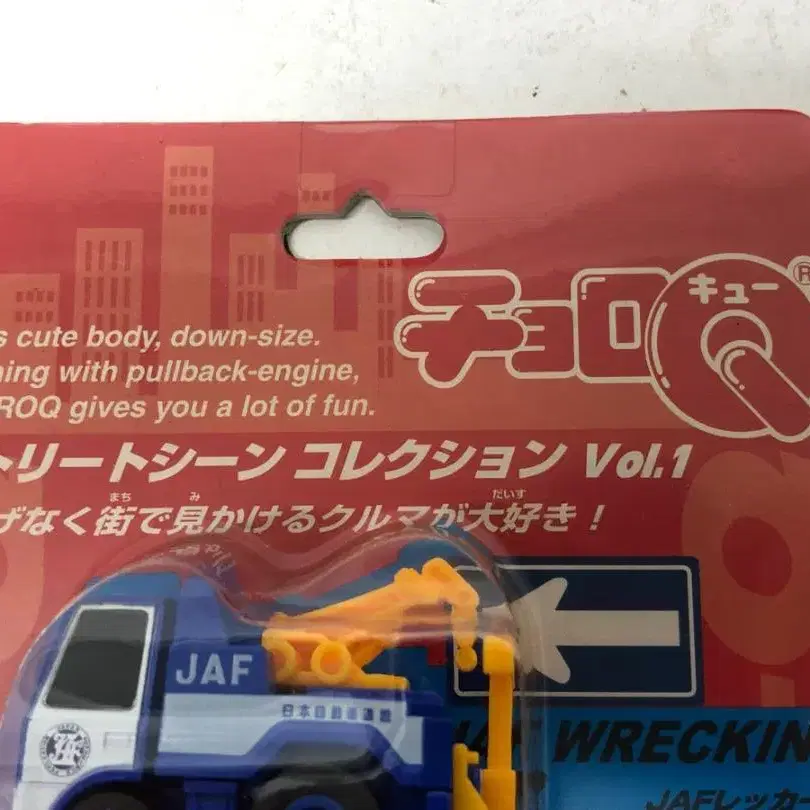 チョロQ
キュー
®
s cute body, down-size.
ning with pullback-engine,
ROQ gives you a lot of fun.
トリートシーン コレクション Vol.1
まち み だいす
げなく街で見かけるクルマが大好き!
JAF
日本自動車連盟
JAF WRECKIN
JAFレッカー